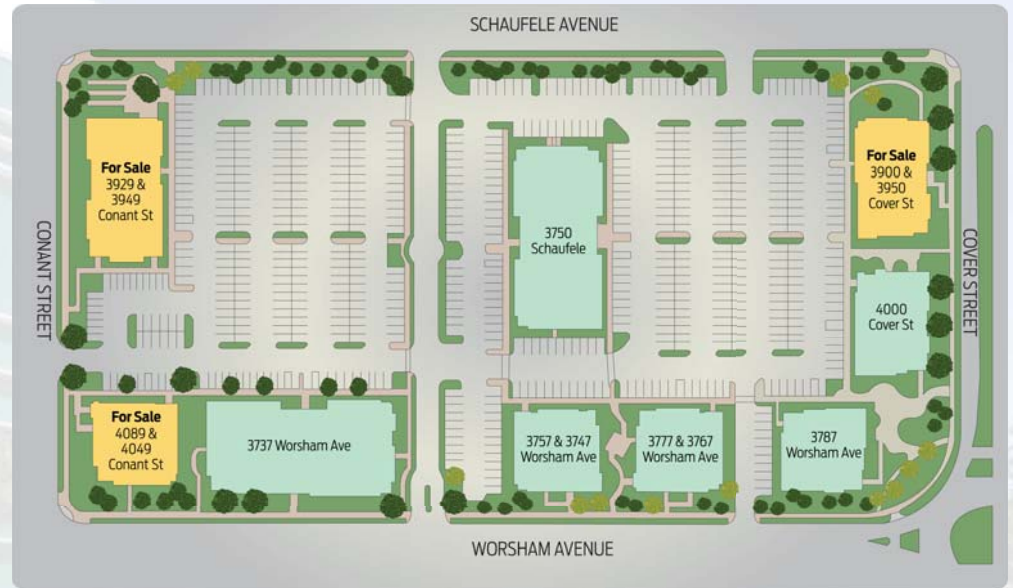 SCHAUFELE AVENUE
CONANT STREET
COVER STREET
For Sale
3929 &
3949
Conant St
For Sale
3900 &
3950
Cover St
3750
Schaufele
4000
Cover St
For Sale
4089 &
4049
Conant St
3737 Worsham Ave
3757 & 3747
Worsham Ave
3777 & 3767
Worsham Ave
3787
Worsham Ave
WORSHAM AVENUE